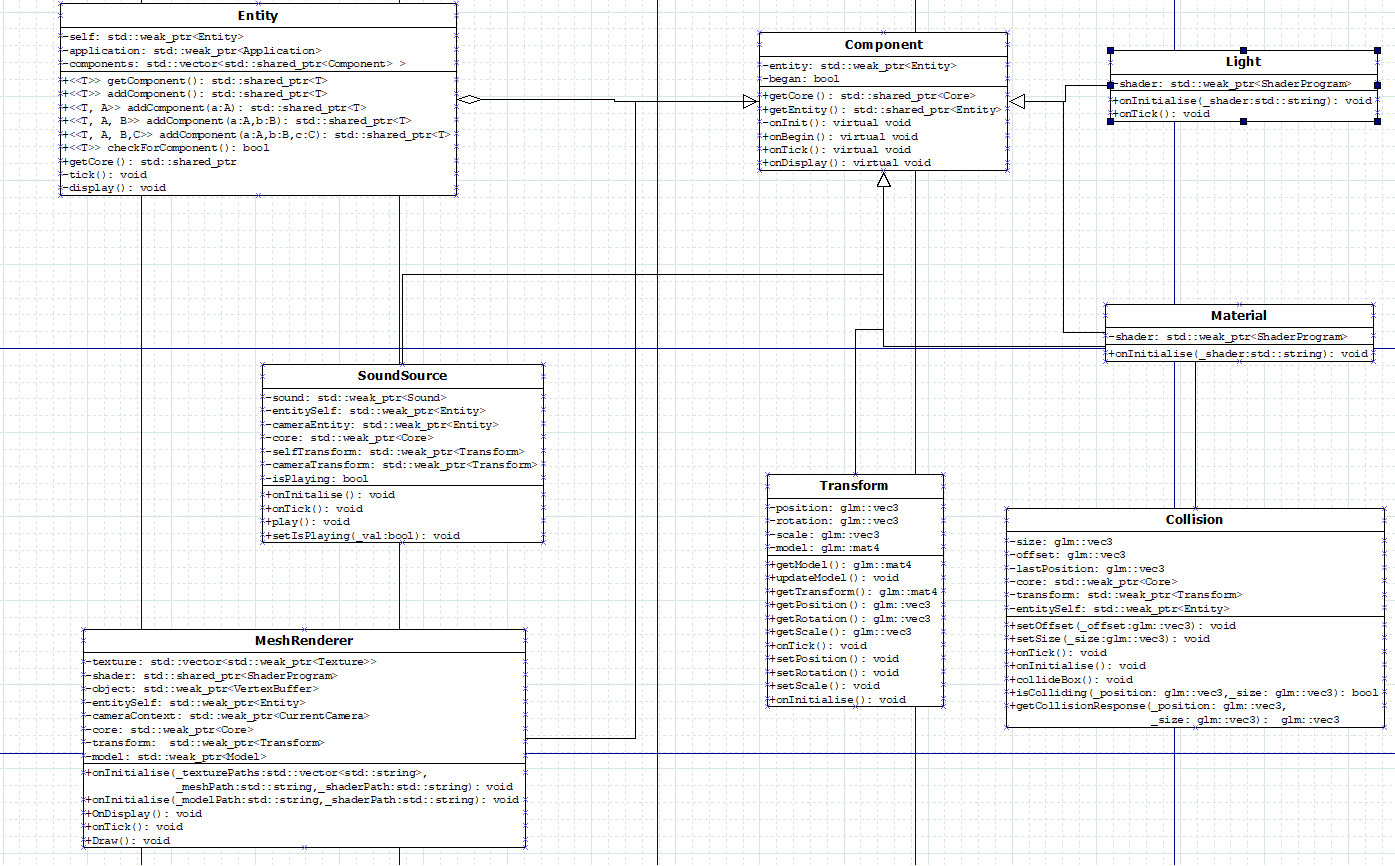 Entity
-self: std::weak_ptr<Entity>
-application: std::weak_ptr<Application>
-components: std::vector<std::shared_ptr<Component> >
+<<T>> getComponent(): std::shared_ptr<T>
+<<T>> addComponent(): std::shared_ptr<T>
+<<T, A>> addComponent(a:A): std::shared_ptr<T>
+<<T, A, B>> addComponent(a:A,b:B): std::shared_ptr<T>
+<<T, A, B,C>> addComponent(a:A,b:B,c:C): std::shared_ptr<T>
+<<T>> checkForComponent(): bool
+getCore(): std::shared_ptr
-tick(): void
-display(): void
Component
-entity: std::weak_ptr<Entity>
-began: bool
+getCore(): std::shared_ptr<Core>
+getEntity(): std::shared_ptr<Entity>
-onInit(): virtual void
+onBegin(): virtual void
+onTick(): virtual void
+onDisplay(): virtual void
Light
-shader: std::weak_ptr<ShaderProgram>
+onInitialise(_shader:std::string): void
+onTick(): void
Material
-shader: std::weak_ptr<ShaderProgram>
+onInitialise(_shader:std::string): void
SoundSource
-sound: std::weak_ptr<Sound>
-entitySelf: std::weak_ptr<Entity>
-cameraEntity: std::weak_ptr<Entity>
-core: std::weak_ptr<Core>
-selfTransform: std::weak_ptr<Transform>
-cameraTransform: std::weak_ptr<Transform>
-isPlaying: bool
+onInitalise(): void
+onTick(): void
+play(): void
+setIsPlaying(_val:bool): void
Transform
-position: glm::vec3
-rotation: glm::vec3
-scale: glm::vec3
-model: glm::mat4
+getModel(): glm::mat4
+updateModel(): void
+getTransform(): glm::mat4
+getPosition(): glm::vec3
+getRotation(): glm::vec3
+getScale(): glm::vec3
+onTick(): void
+setPosition(): void
+setRotation(): void
+setScale(): void
+onInitialise(): void
Collision
-size: glm::vec3
-offset: glm::vec3
-lastPosition: glm::vec3
-core: std::weak_ptr<Core>
-transform: std::weak_ptr<Transform>
-entitySelf: std::weak_ptr<Entity>
+setOffset(_offset:glm::vec3): void
+setSize(_size:glm::vec3): void
+onTick(): void
+onInitialise(): void
+collideBox(): void
+isColliding(_position: glm::vec3,_size: glm::vec3): bool
+getCollisionResponse(_position: glm::vec3,
_size: glm::vec3): glm::vec3
MeshRenderer
-texture: std::vector<std::weak_ptr<Texture>>
-shader: std::shared_ptr<ShaderProgram>
-object: std::weak_ptr<VertexBuffer>
-entitySelf: std::weak_ptr<Entity>
-cameraContext: std::weak_ptr<CurrentCamera>
-core: std::weak_ptr<Core>
-transform:  std::weak_ptr<Transform>
-model: std::weak_ptr<Model>
+onInitialise(_texturePaths:std::vector<std::string>,
_meshPath:std::string,_shaderPath:std::string): void
+onInitialise(_modelPath:std::string,_shaderPath:std::string): void
+OnDisplay(): void
+onTick(): void
+Draw(): void